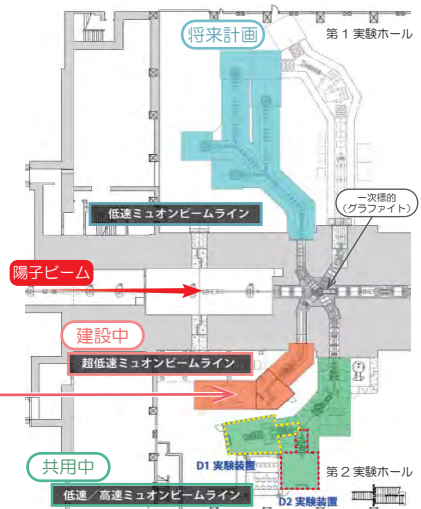 将来計画
第1実験ホール
一次標的
(グラファイト)
低速ミュオンビームライン
陽子ビーム
建設中
超低速ミュオンビームライン
共用中
D1 実験装置
第2実験ホール
D2 実験装置
低速/高速ミュオンビームライン